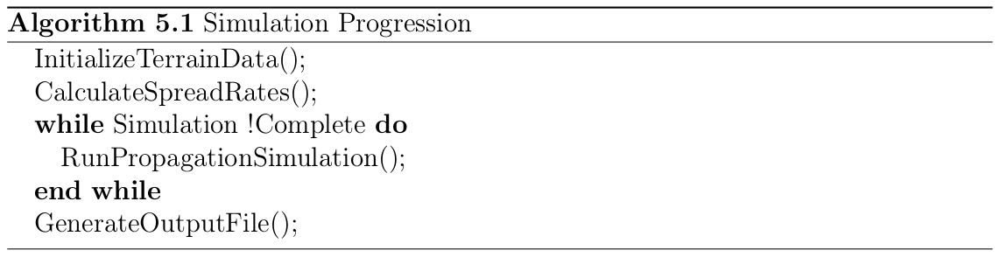 Algorithm 5.1 Simulation Progression
InitializeTerrainData();
CalculateSpreadRates();
while Simulation !Complete do
RunPropagationSimulation();
end while
GenerateOutputFile();